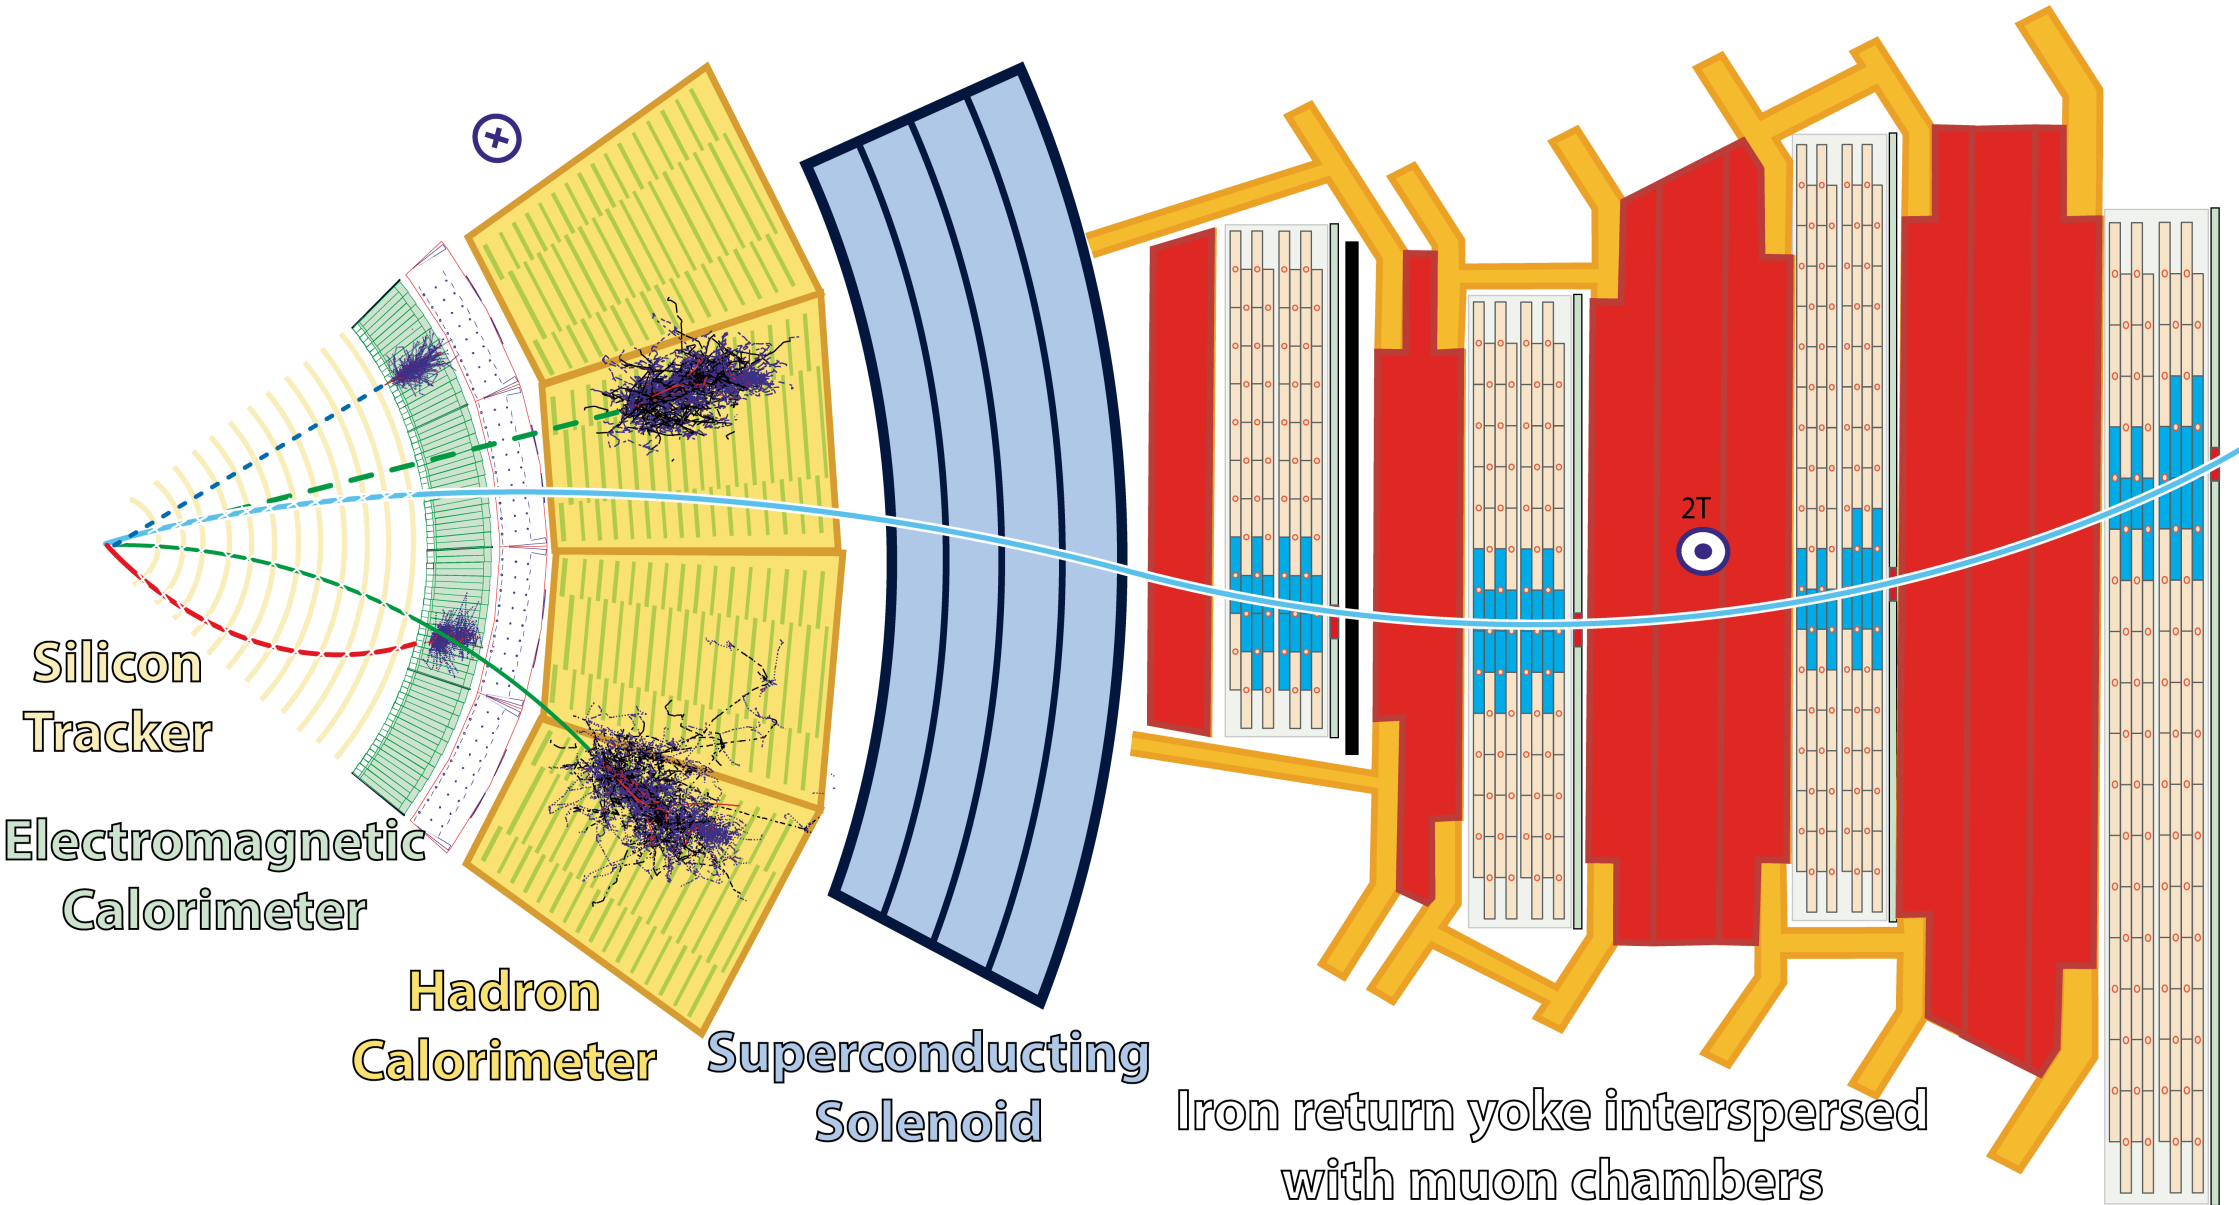 2T
Silicon
Tracker
Electromagnetic
Calorimeter
Hadron
Calorimeter
Superconducting
Solenoid
Iron return yoke interspersed
with muon chambers